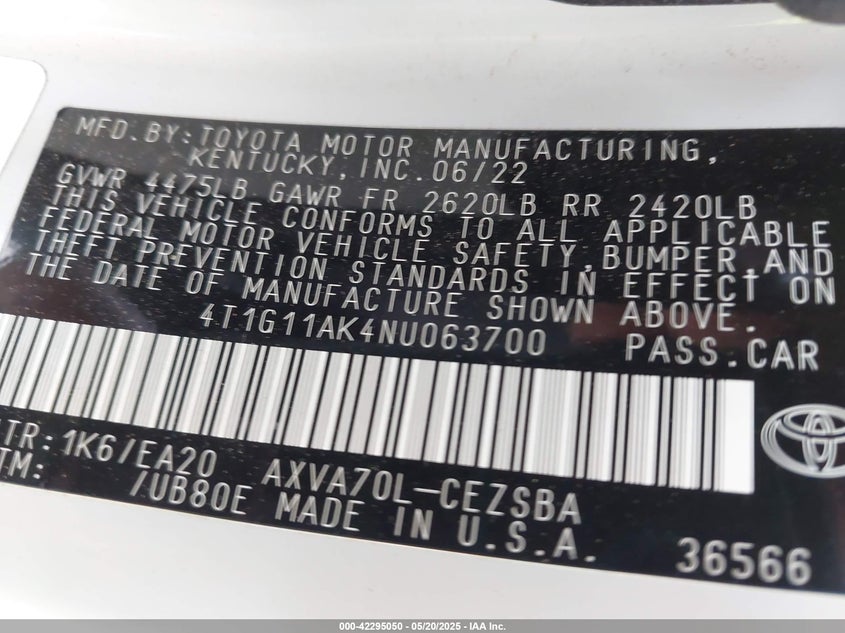 MFD. BY: TOYOTA MOTOR MANUFACTURING,
KENTUCKY, INC. 06/22
GVWR 4475LB GAWR FR 2620LB RR 2420LB
THIS VEHICLE CONFORMS TO ALL APPLICABLE
FEDERAL MOTOR VEHICLE SAFETY, BUMPER, AND
THEFT PREVENTION STANDARDS IN EFFECT ON
THE DATE OF MANUFACTURE SHOWN ABOVE.
4T1G11AK4NU063700 PASS. CAR
TR: 1K6/EA20 AXVA70L-CEZSBA
TM: /UB80E MADE IN U.S.A. 36566
000-42295050 — 05/20/2025 — IAA Inc.